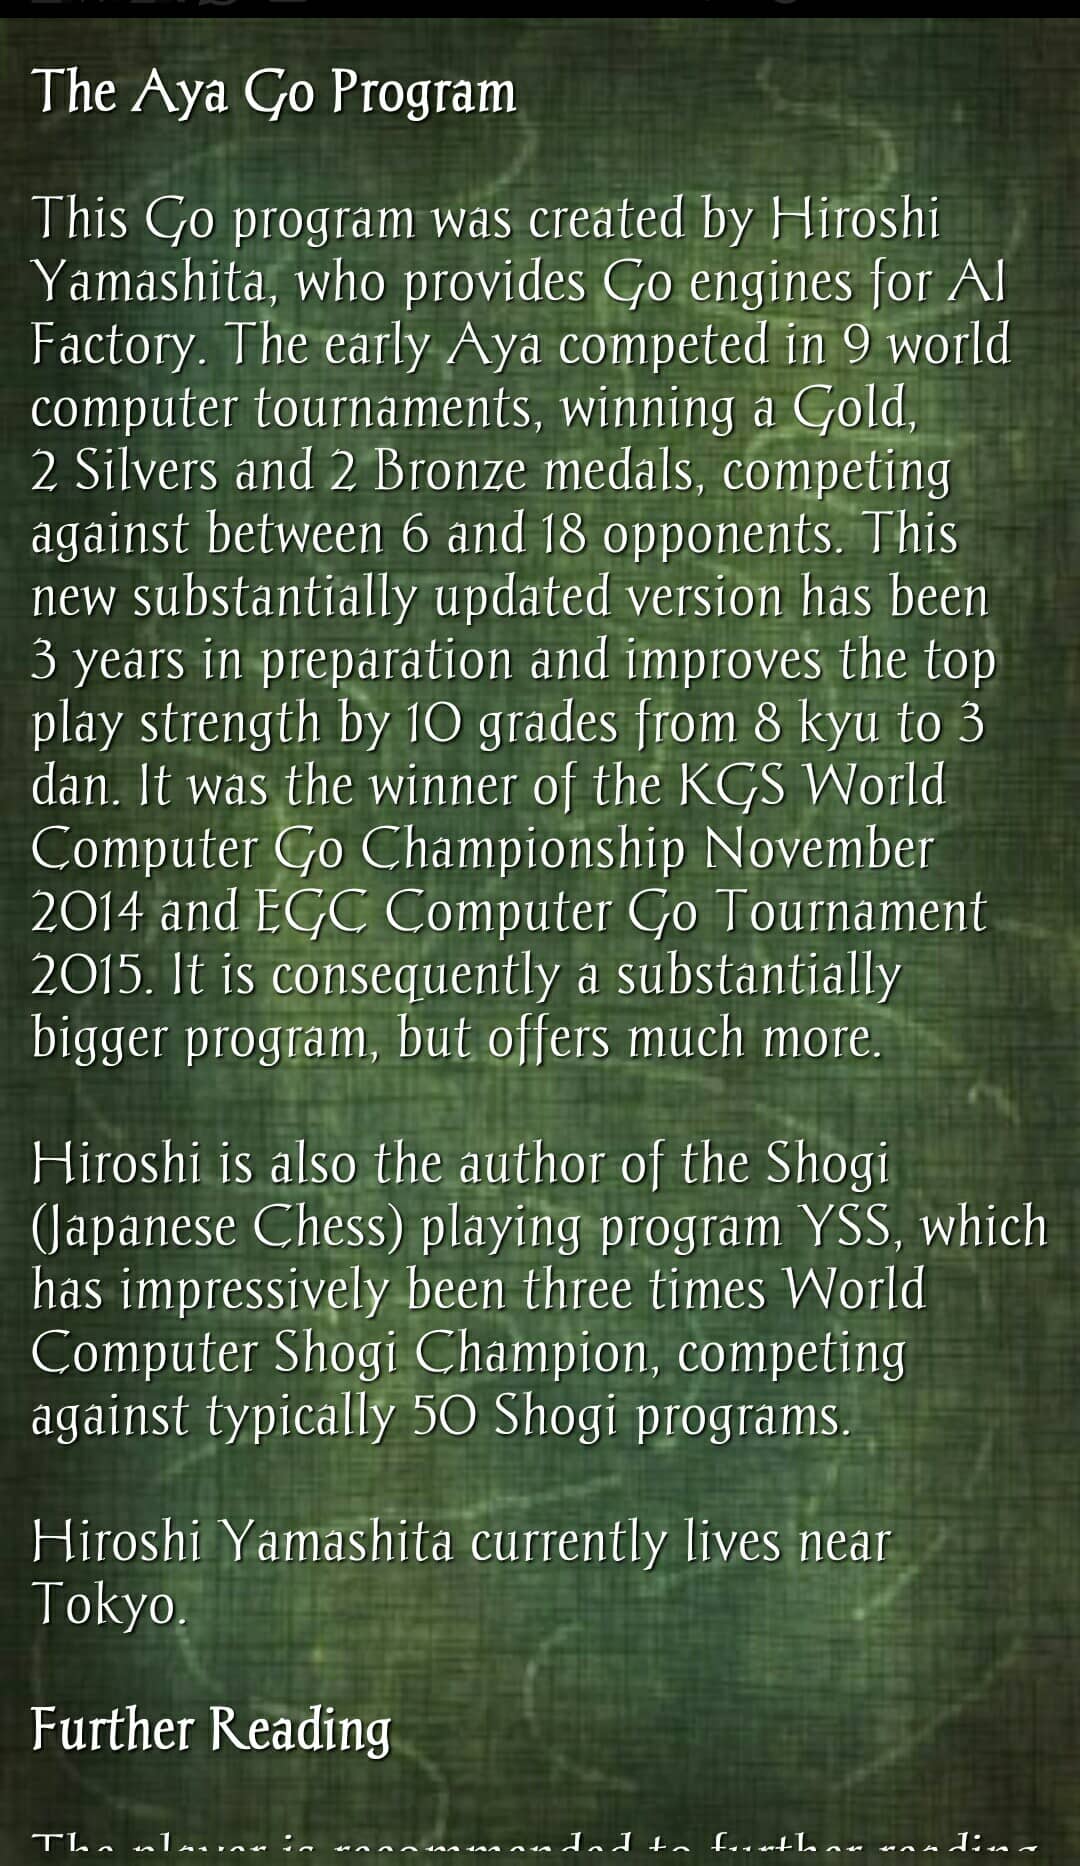 The Aya Go Program
This Go program was created by Hiroshi
Yamashita, who provides Go engines for AI
Factory. The early Aya competed in 9 world
computer tournaments, winning a Gold,
2 Silvers and 2 Bronze medals, competing
against between 6 and 18 opponents. This
new substantially updated version has been
3 years in preparation and improves the top
play strength by 10 grades from 8 kyu to 3
dan. It was the winner of the KGS World
Computer Go Championship November
2014 and EGC Computer Go Tournament
2015. It is consequently a substantially
bigger program, but offers much more.
Hiroshi is also the author of the Shogi
(Japanese Chess) playing program YSS, which
has impressively been three times World
Computer Shogi Champion, competing
against typically 50 Shogi programs.
Hiroshi Yamashita currently lives near
Tokyo.
Further Reading
The player is recommended to further reading